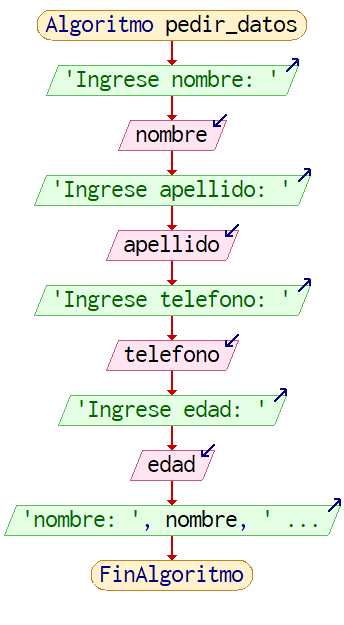 Algoritmo pedir_datos
'Ingrese nombre: '
nombre
'Ingrese apellido: '
apellido
'Ingrese telefono: '
telefono
'Ingrese edad: '
edad
'nombre: ', nombre, ' ...
FinAlgoritmo